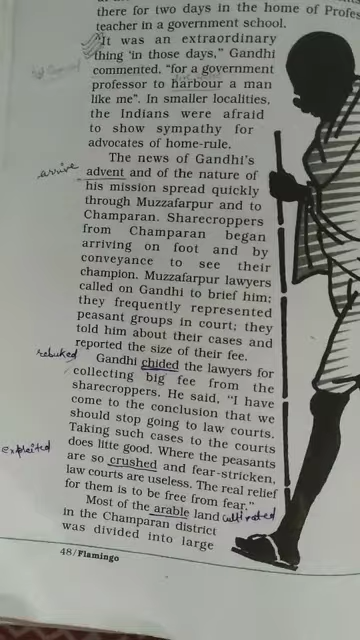 there for two days in the home of Profes
teacher in a government school.
"It was an extraordinary
thing 'in those days,' Gandhi
commented, "for a government
professor to harbour a man
like me". In smaller localities,
the Indians were afraid
to show sympathy for
advocates of home-rule.
The news of Gandhi's
arrive
advent and of the nature of
his mission spread quickly
through Muzzafarpur and to
Champaran. Sharecroppers
from Champaran began
arriving on foot and by
conveyance to see their
champion. Muzzafarpur lawyers
called on Gandhi to brief him;
they frequently represented
peasant groups in court; they
told him about their cases and
reported the size of their fee.
rebuked
Gandhi chided the lawyers for
collecting big fee from the
sharecroppers. He said, "I have
come to the conclusion that we
should stop going to law courts.
Taking such cases to the courts
does litte good. Where the peasants
exploited
are so crushed and fear-stricken,
law courts are useless. The real relief
for them is to be free from fear."
Most of the arable land cultivated
in the Champaran district
was divided into large
48/Flamingo